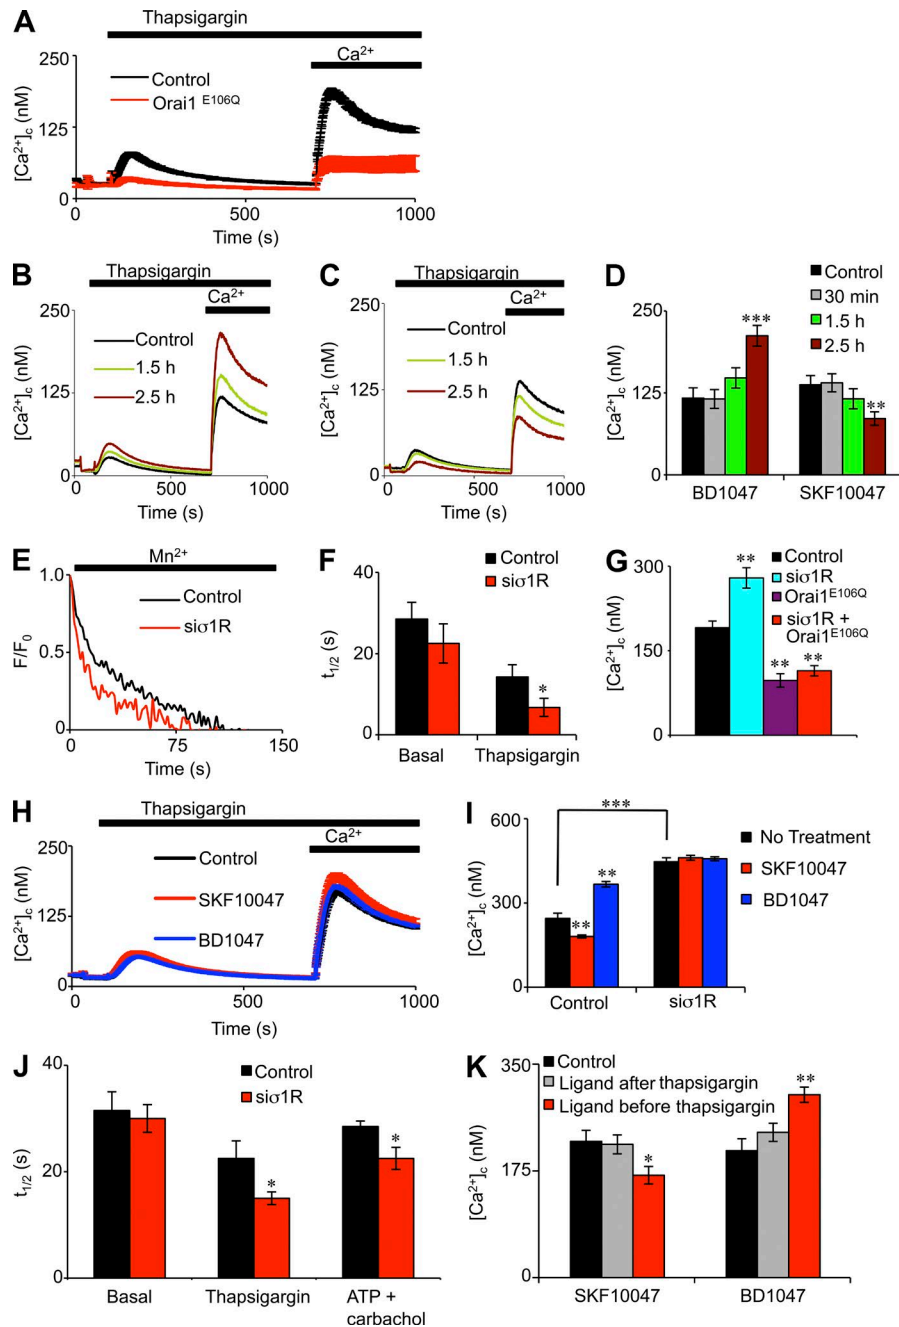 A
Thapsigargin
Ca2+
250
125
0
[Ca2+]c (nM)
Control
Orai1 E106Q
0
500
1000
Time (s)
B
Thapsigargin
Ca2+
250
125
0
[Ca2+]c (nM)
Control
1.5 h
2.5 h
0
500
1000
Time (s)
C
Thapsigargin
Ca2+
250
125
0
[Ca2+]c (nM)
Control
1.5 h
2.5 h
0
500
1000
Time (s)
D
Control
30 min
1.5 h
2.5 h
250
125
0
[Ca2+]c (nM)
***
**
BD1047
SKF10047
E
Mn2+
1.0
0.5
0
F/F0
Control
siσ1R
0
75
150
Time (s)
F
Control
siσ1R
40
20
0
t1/2 (s)
*
Basal
Thapsigargin
G
Control
siσ1R
Orai1E106Q
siσ1R +
Orai1E106Q
300
150
0
[Ca2+]c (nM)
**
**
**
H
Thapsigargin
Ca2+
250
125
0
[Ca2+]c (nM)
Control
SKF10047
BD1047
0
500
1000
Time (s)
I
600
300
0
[Ca2+]c (nM)
***
**
**
No Treatment
SKF10047
BD1047
Control
siσ1R
J
Control
siσ1R
40
20
0
t1/2 (s)
*
*
Basal
Thapsigargin
ATP +
carbachol
K
Control
Ligand after thapsigargin
Ligand before thapsigargin
350
175
0
[Ca2+]c (nM)
*
**
SKF10047
BD1047